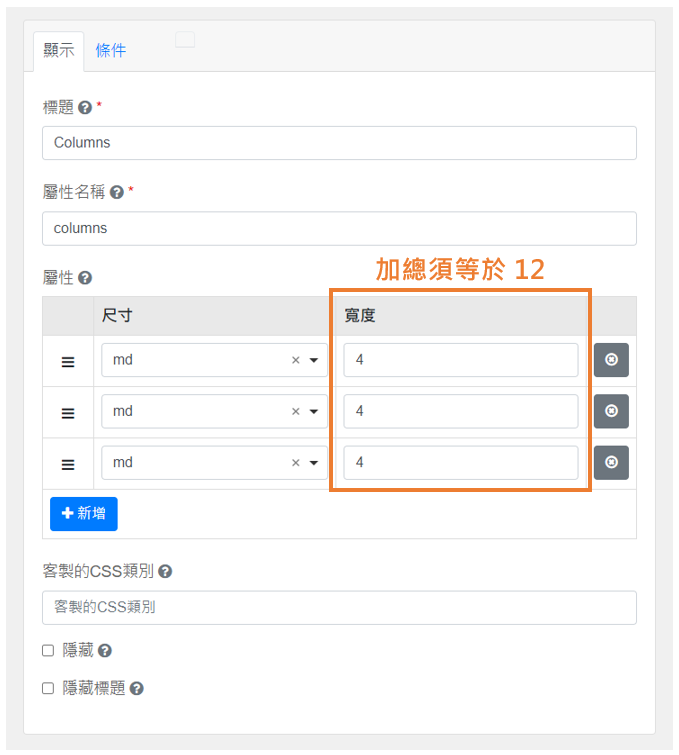 顯示 條件
標題 *
Columns
屬性名稱 *
columns
加總須等於 12
屬性
尺寸 寬度
md 4
md 4
md 4
新增
客製的CSS類別
客製的CSS類別
隱藏
隱藏標題